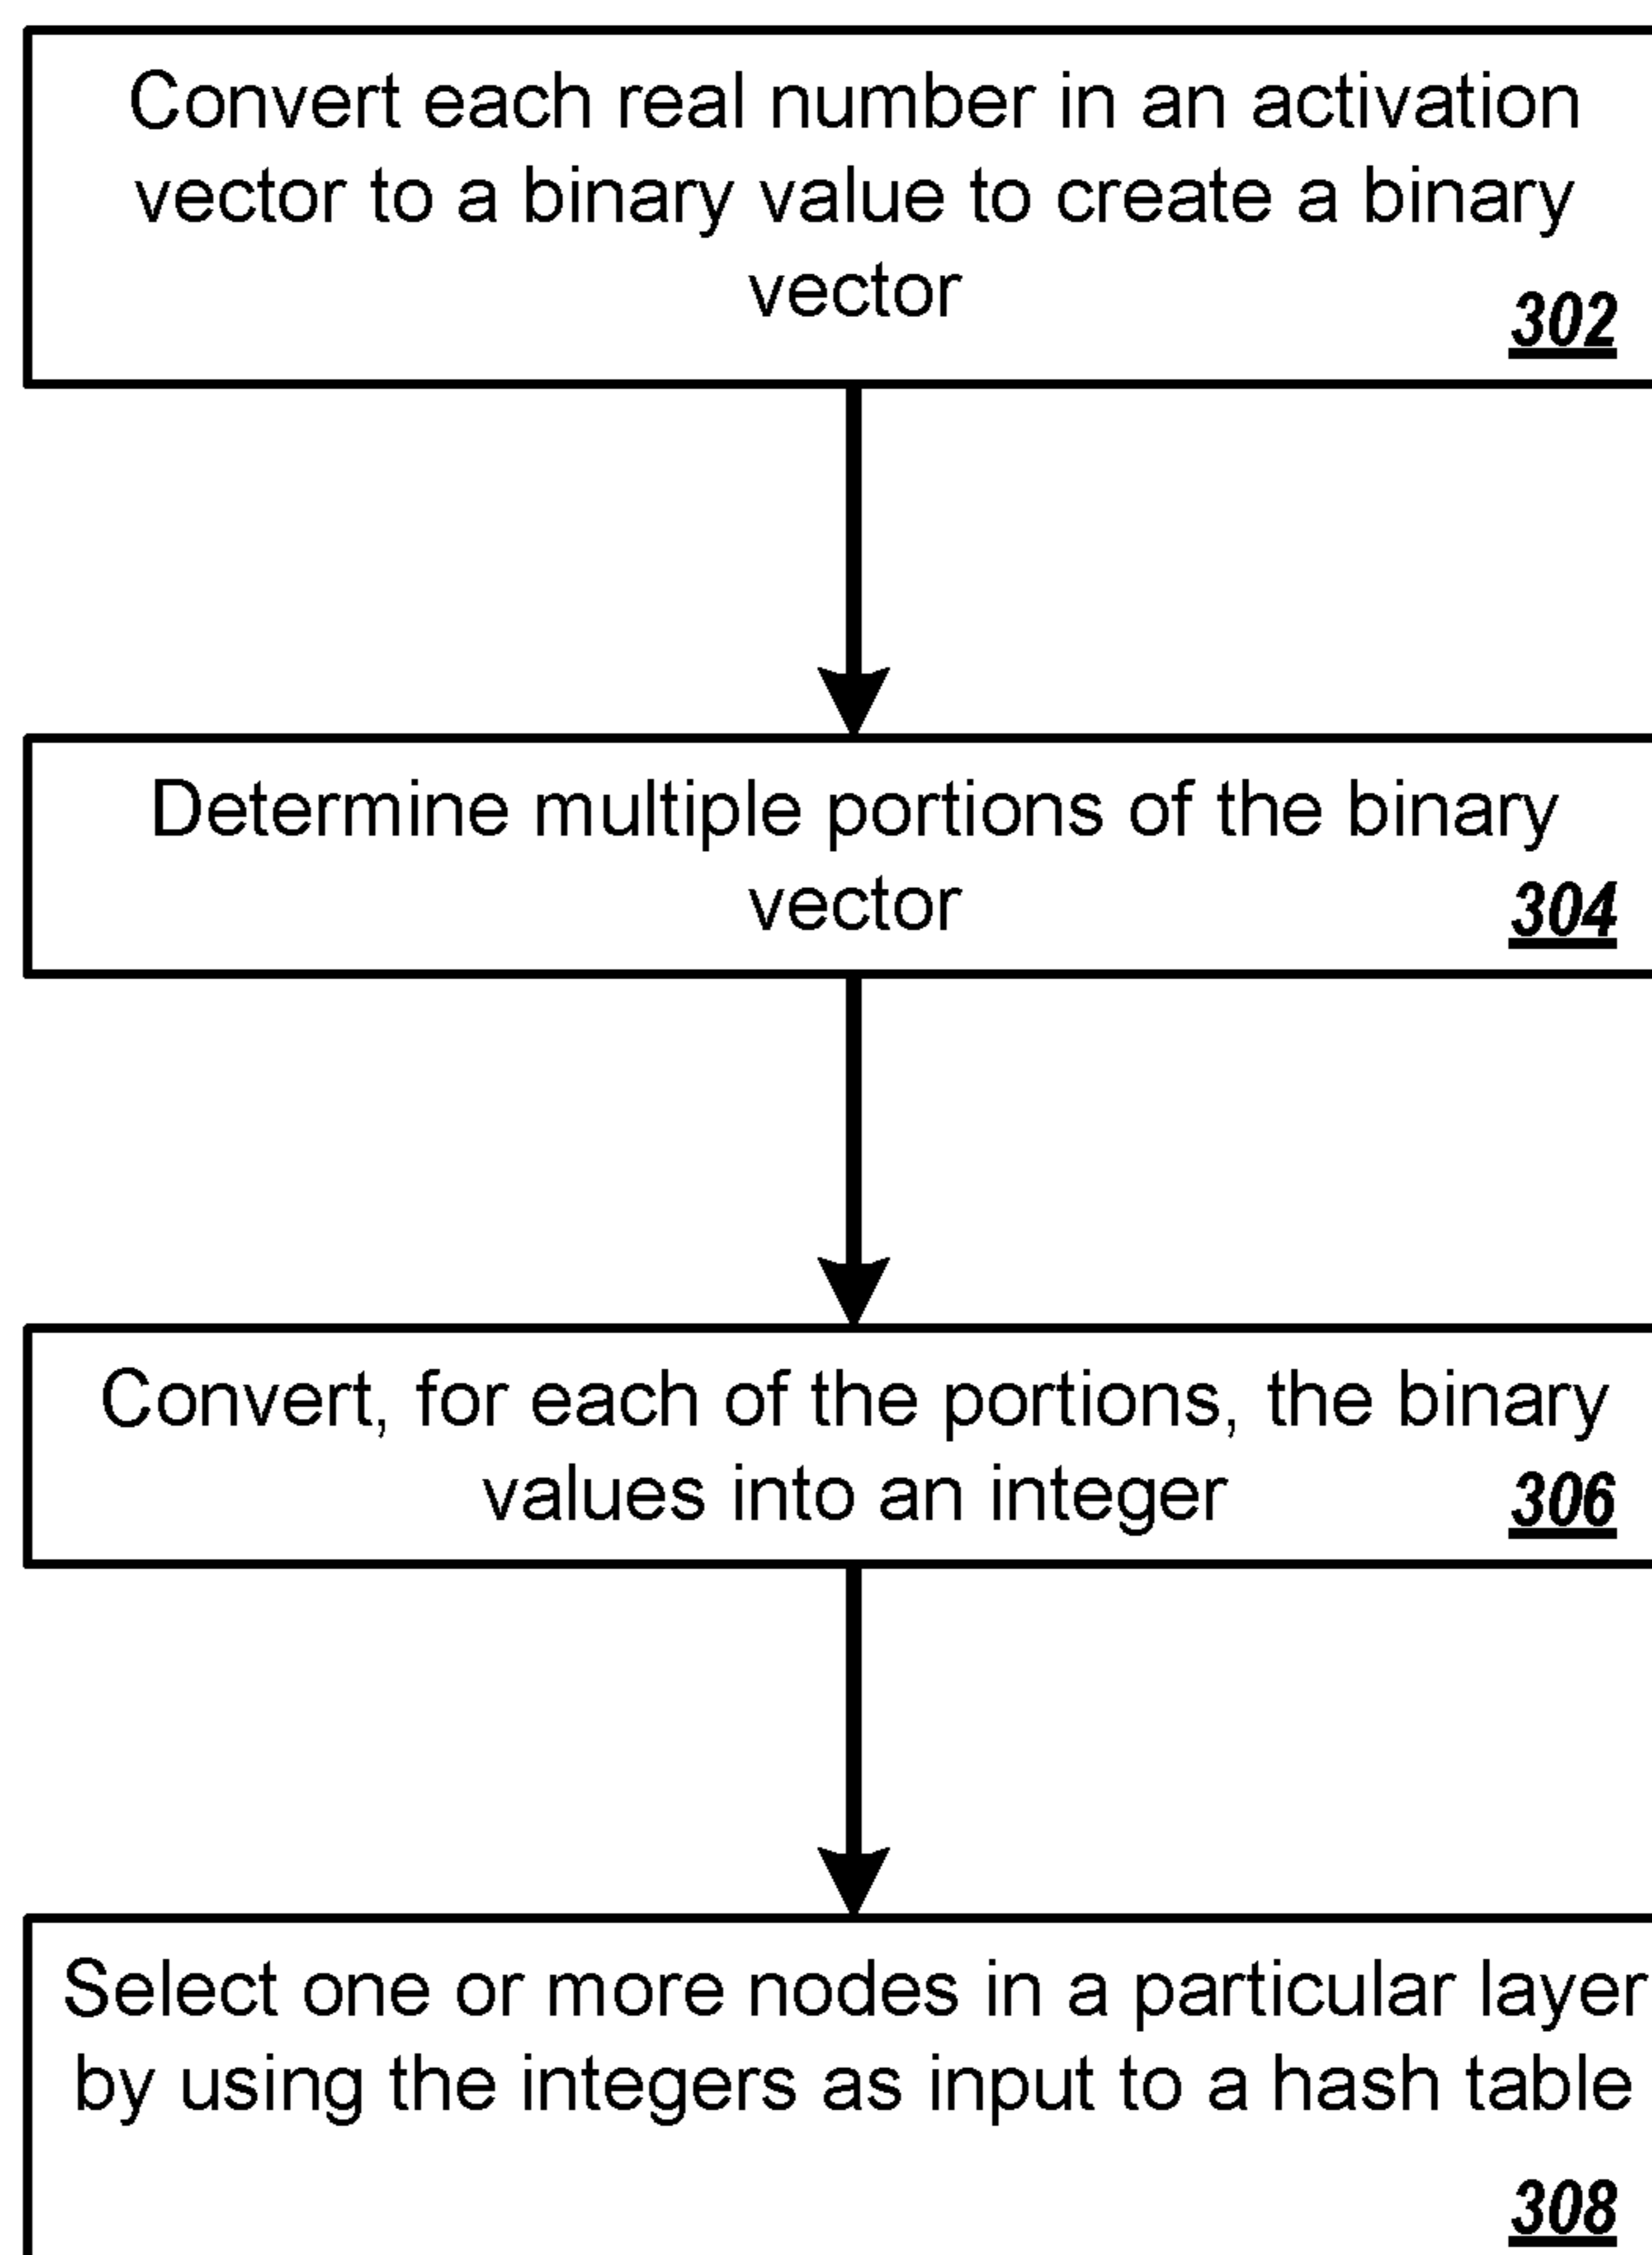 Convert each real number in an activation
vector to a binary value to create a binary
vector
302
Determine multiple portions of the binary
vector
304
Convert, for each of the portions, the binary
values into an integer
306
Select one or more nodes in a particular layer
by using the integers as input to a hash table
308